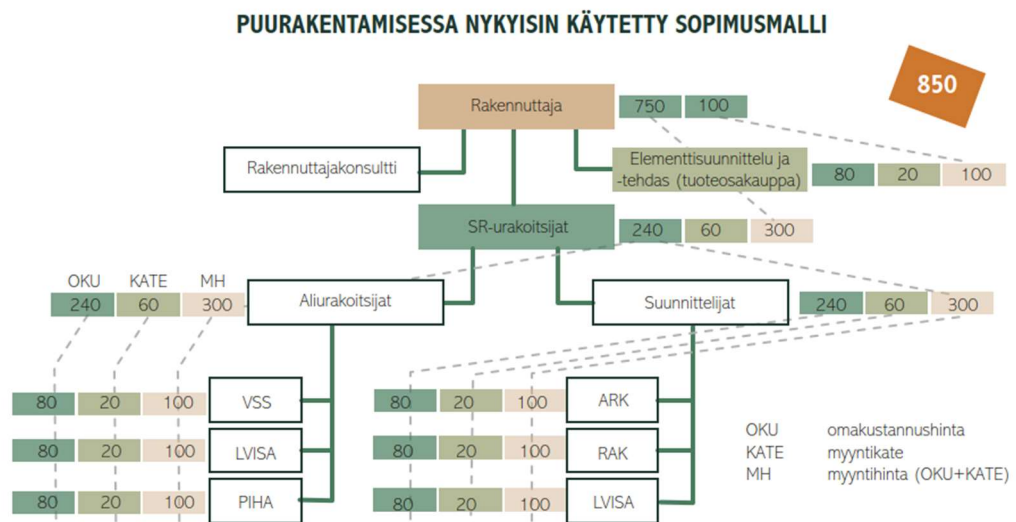 PUURAKENTAMISESSA NYKYISIN KÄYTETTY SOPIMUSMALLI
850
Rakennuttaja 750 100
Rakennuttajakonsultti
Elementtisuunnittelu ja
-tehdas (tuoteosakauppa)
80 20 100
SR-urakoitsijat 240 60 300
OKU KATE MH
240 60 300 Aliurakoitsijat
Suunnittelijat 240 60 300
80 20 100 VSS
80 20 100 LVISA
80 20 100 PIHA
80 20 100 ARK
80 20 100 RAK
80 20 100 LVISA
OKU omakustannushinta
KATE myyntikate
MH myyntihinta (OKU+KATE)